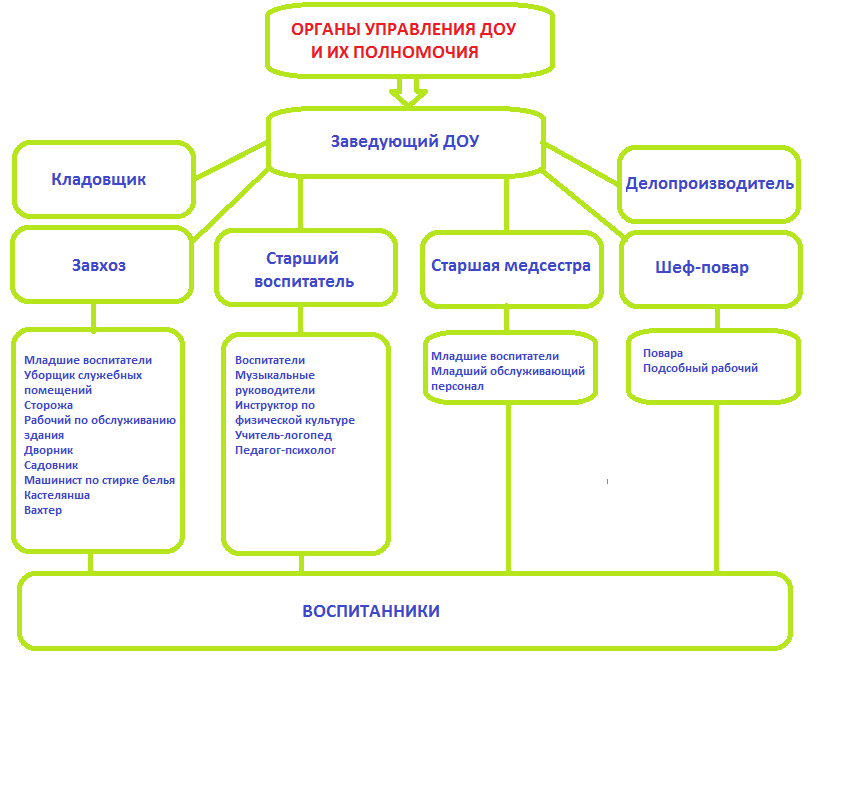 ОРГАНЫ УПРАВЛЕНИЯ ДОУ
И ИХ ПОЛНОМОЧИЯ
Заведующий ДОУ
Кладовщик
Делопроизводитель
Завхоз
Старший
воспитатель
Старшая медсестра
Шеф-повар
Младшие воспитатели
Уборщик служебных
помещений
Сторожа
Рабочий по обслуживанию
здания
Дворник
Садовник
Машинист по стирке белья
Кастелянша
Вахтер
Воспитатели
Музыкальные
руководители
Инструктор по
физической культуре
Учитель-логопед
Педагог-психолог
Младшие воспитатели
Младший обслуживающий
персонал
Повара
Подсобный рабочий
ВОСПИТАННИКИ